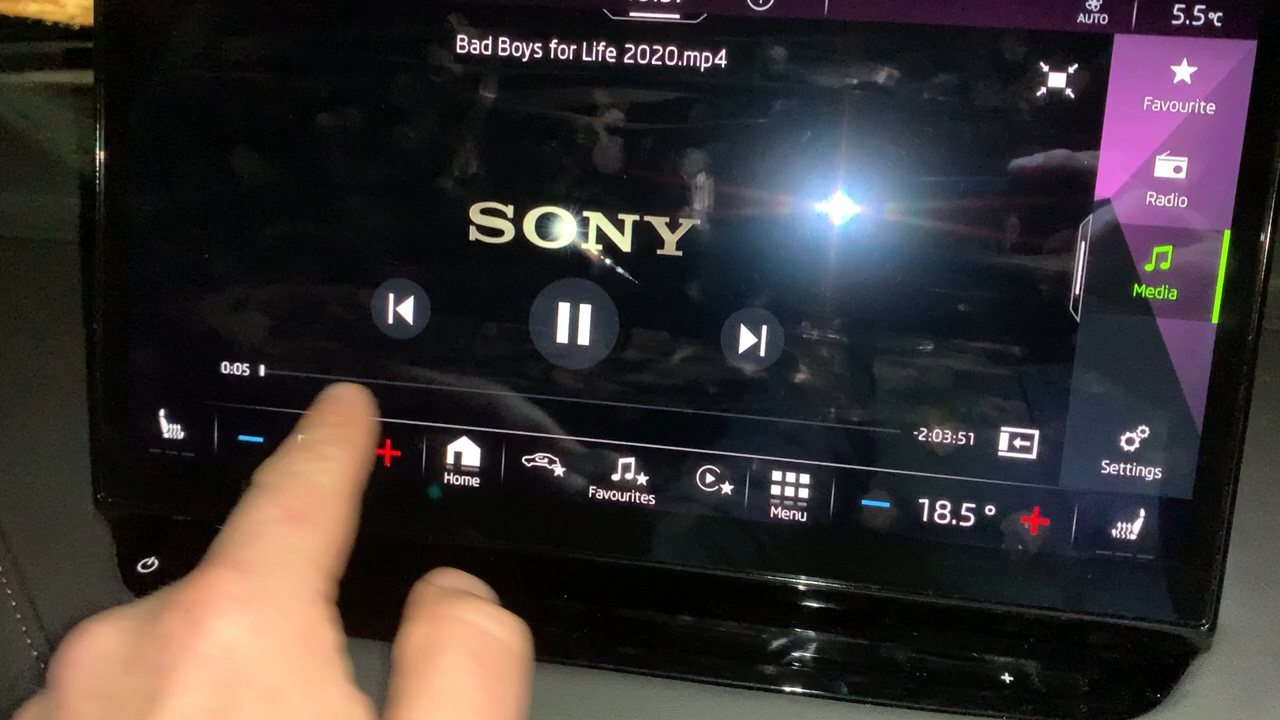 AUTO
5.5°C
Bad Boys for Life 2020.mp4
Favourite
Radio
SONY
Media
0:05
-2:03:51
Settings
Home
Favourites
Menu
18.5°